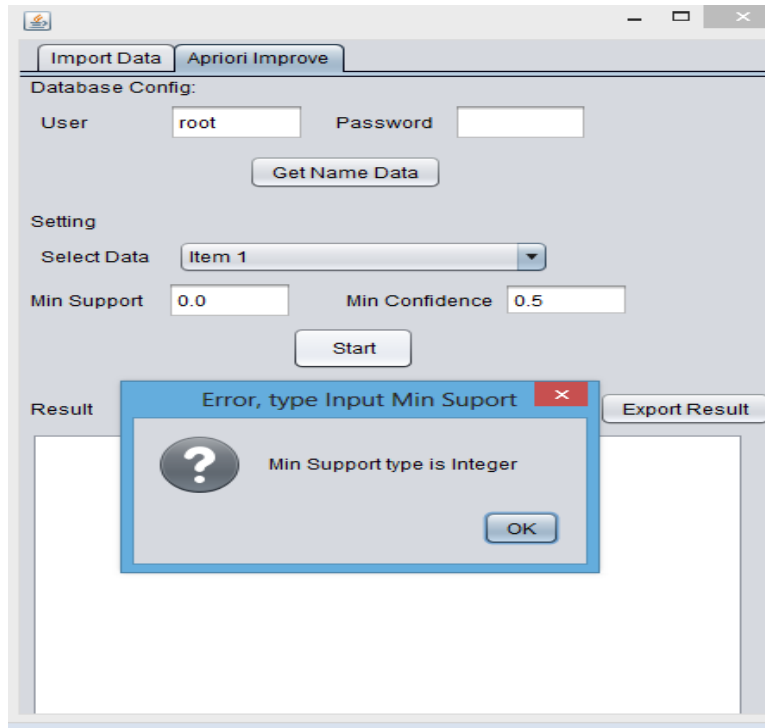 Import Data Apriori Improve
Database Config:
User root Password
Get Name Data
Setting
Select Data Item 1
Min Support 0.0 Min Confidence 0.5
Start
Error, type Input Min Suport
Result Export Result
Min Support type is Integer
OK